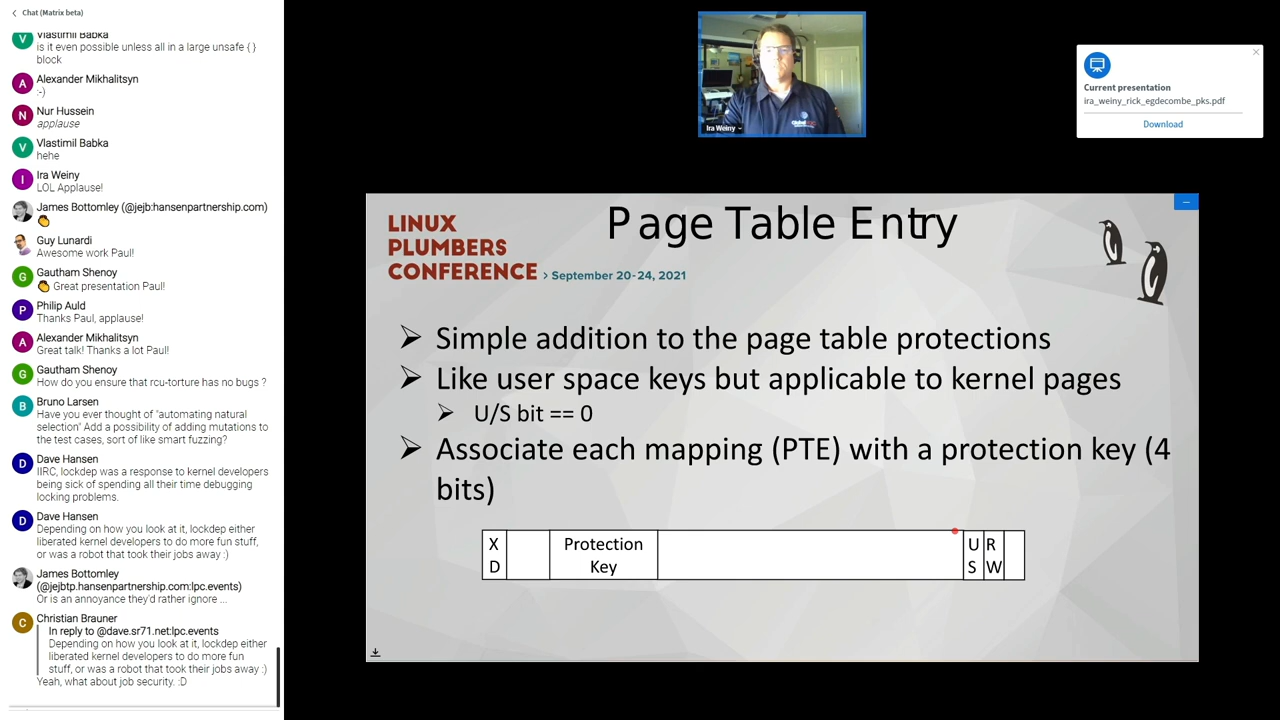 Chat (Matrix beta)
V
Vlastimil Babka
is it even possible unless all in a large unsafe { }
block
A
Alexander Mikhalitsyn
:-)
N
Nur Hussein
applause
V
Vlastimil Babka
hehe
I
Ira Weiny
LOL Applause!
James Bottomley (@jejb:hansenpartnership.com)
👏
Guy Lunardi
Awesome work Paul!
G
Gautham Shenoy
👏 Great presentation Paul!
P
Philip Auld
Thanks Paul, applause!
A
Alexander Mikhalitsyn
Great talk! Thanks a lot Paul!
G
Gautham Shenoy
How do you ensure that rcu-torture has no bugs ?
B
Bruno Larsen
Have you ever thought of "automating natural
selection" Add a possibility of adding mutations to
the test cases, sort of like smart fuzzing?
D
Dave Hansen
IIRC, lockdep was a response to kernel developers
being sick of spending all their time debugging
locking problems.
D
Dave Hansen
Depending on how you look at it, lockdep either
liberated kernel developers to do more fun stuff,
or was a robot that took their jobs away :)
James Bottomley
(@jejbtp.hansenpartnership.com:lpc.events)
Or is an annoyance they'd rather ignore ...
C
Christian Brauner
In reply to @dave.sr71.net:lpc.events
Depending on how you look at it, lockdep either
liberated kernel developers to do more fun
stuff, or was a robot that took their jobs away :)
Yeah, what about job security. :D
Ira Weiny
Current presentation
ira_weiny_rick_egdecombe_pks.pdf
Download
LINUX
PLUMBERS
CONFERENCE > September 20-24, 2021
Page Table Entry
Simple addition to the page table protections
Like user space keys but applicable to kernel pages
U/S bit == 0
Associate each mapping (PTE) with a protection key (4
bits)
X
D
Protection
Key
U
S
R
W